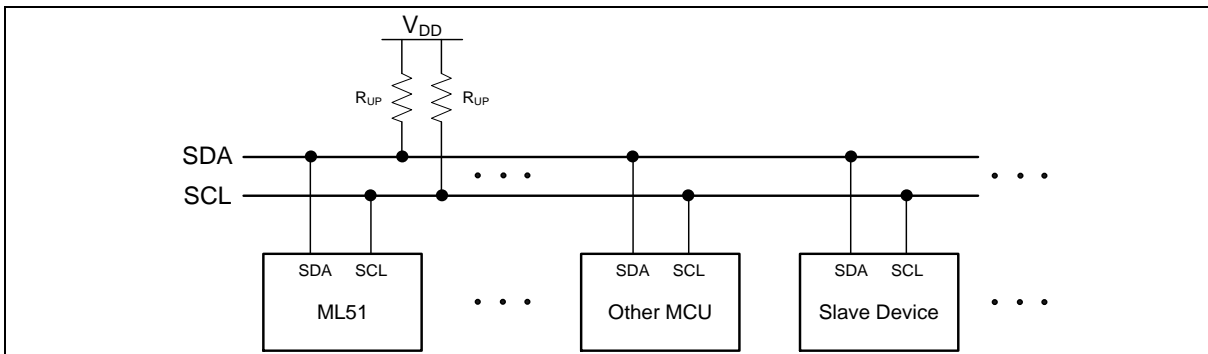 VDD
RUP RUP
SDA
SCL
SDA SCL SDA SCL SDA SCL
ML51 Other MCU Slave Device